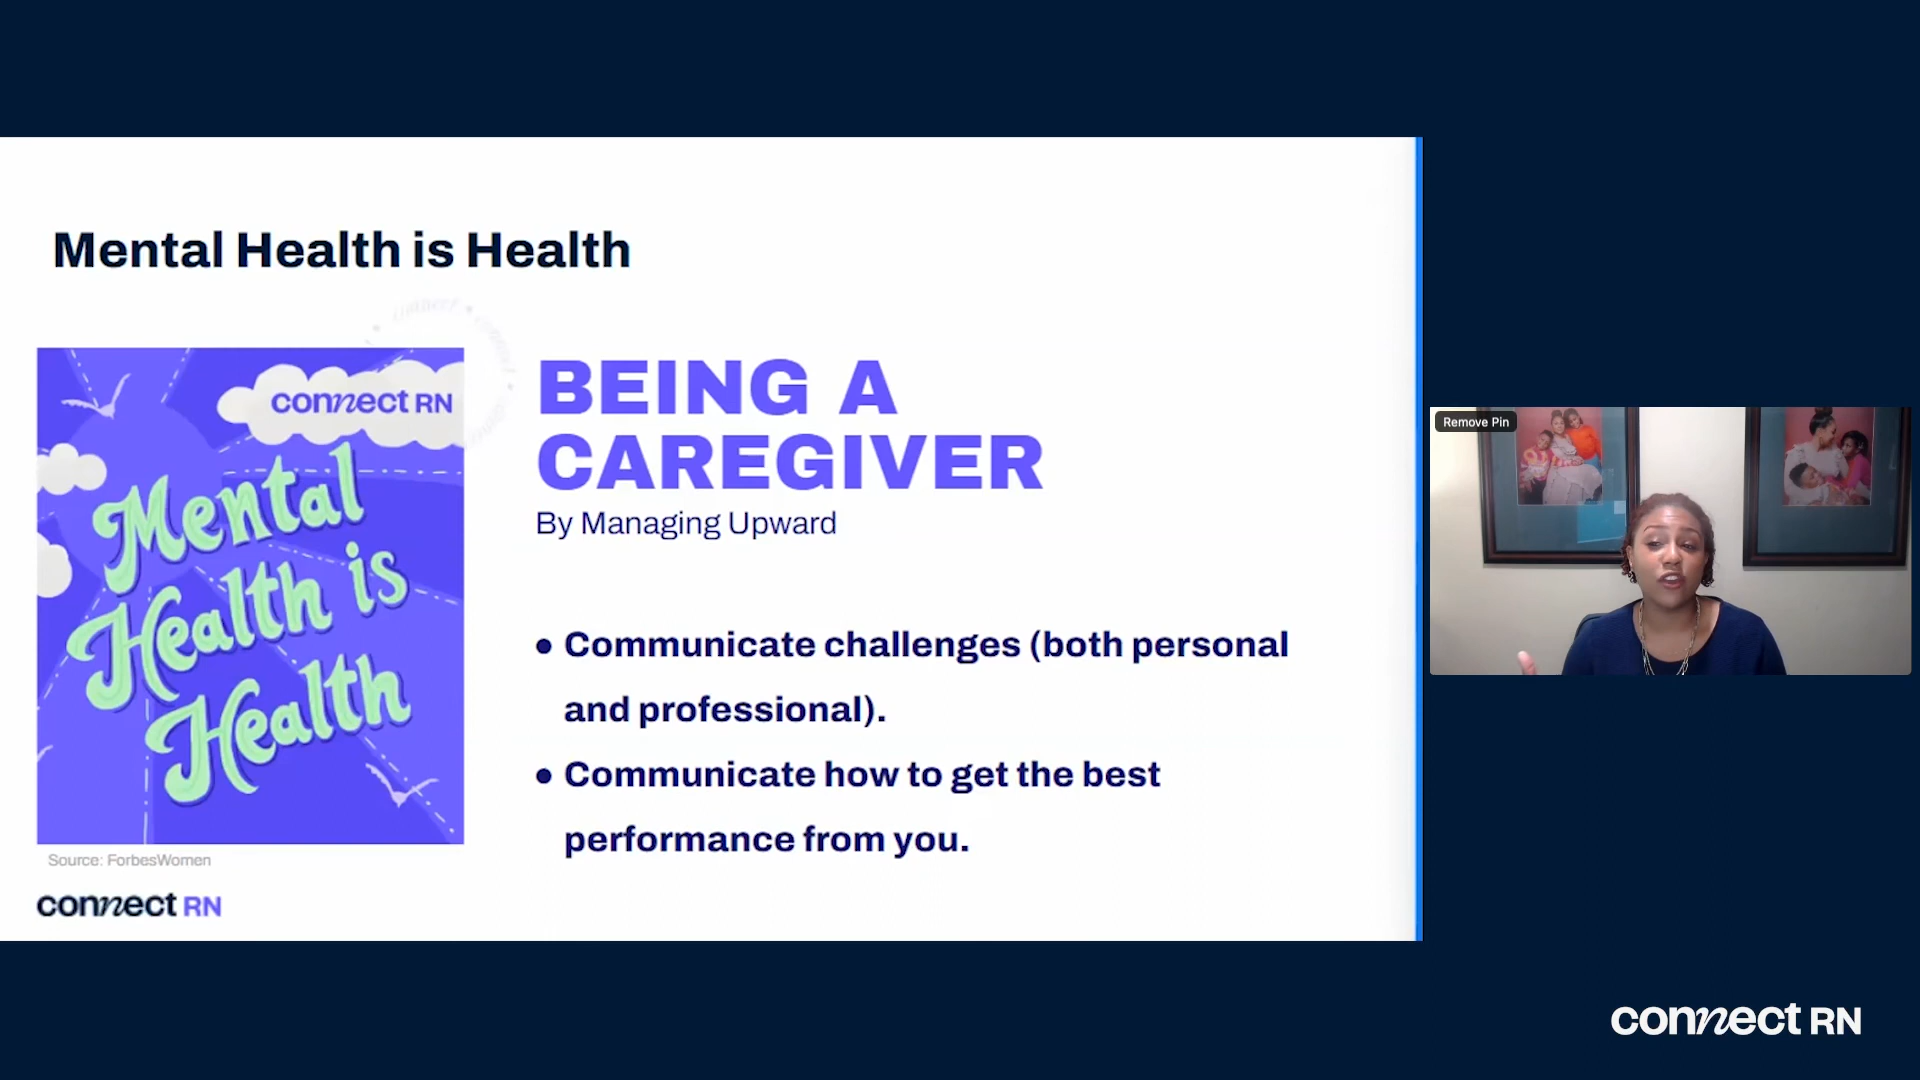 Mental Health is Health
connect RN
Mental
Health is
Health
Source: ForbesWomen
connect RN
BEING A
CAREGIVER
By Managing Upward
• Communicate challenges (both personal
and professional).
• Communicate how to get the best
performance from you.
Remove Pin
connect RN